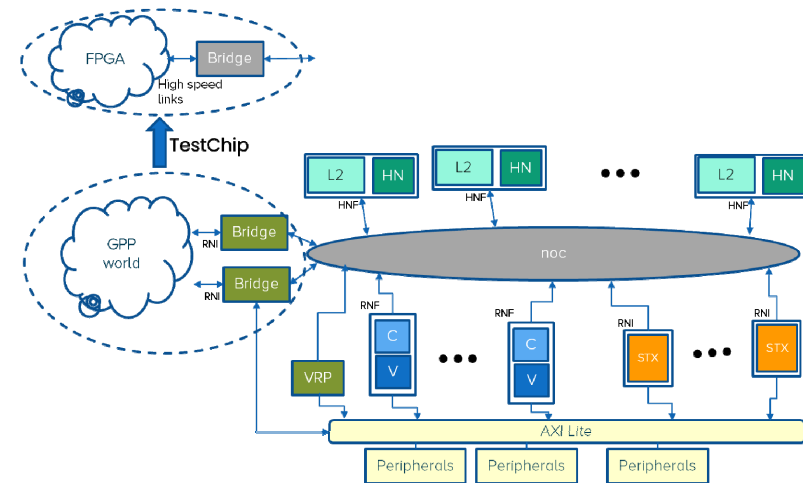 FPGA
Bridge
High speed
links
TestChip
L2
HN
L2
HN
L2
HN
HNF
HNF
HNF
GPP
world
RNI
Bridge
RNI
Bridge
noc
RNF
RNF
RNI
RNI
C
V
C
V
STX
STX
VRP
AXI Lite
Peripherals
Peripherals
Peripherals